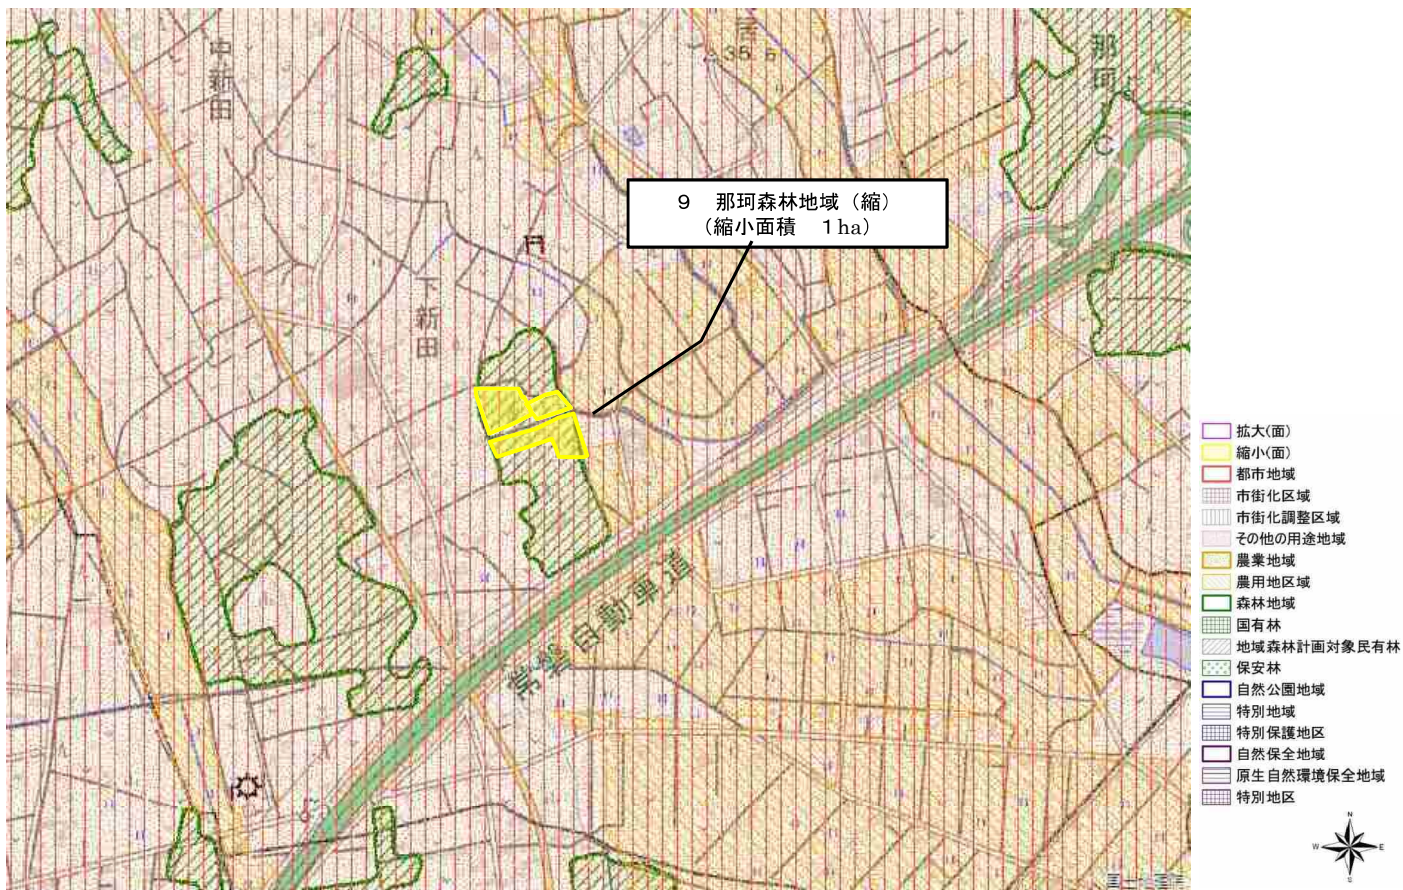 中新田
35.5
那珂
I
C
9 那珂森林地域（縮）
（縮小面積 1ha）
下新田
常磐自動車道
拡大(面)
縮小(面)
都市地域
市街化区域
市街化調整区域
その他の用途地域
農業地域
農用地区域
森林地域
国有林
地域森林計画対象民有林
保安林
自然公園地域
特別地域
特別保護地区
自然保全地域
原生自然環境保全地域
特別地区
N
W
E
S